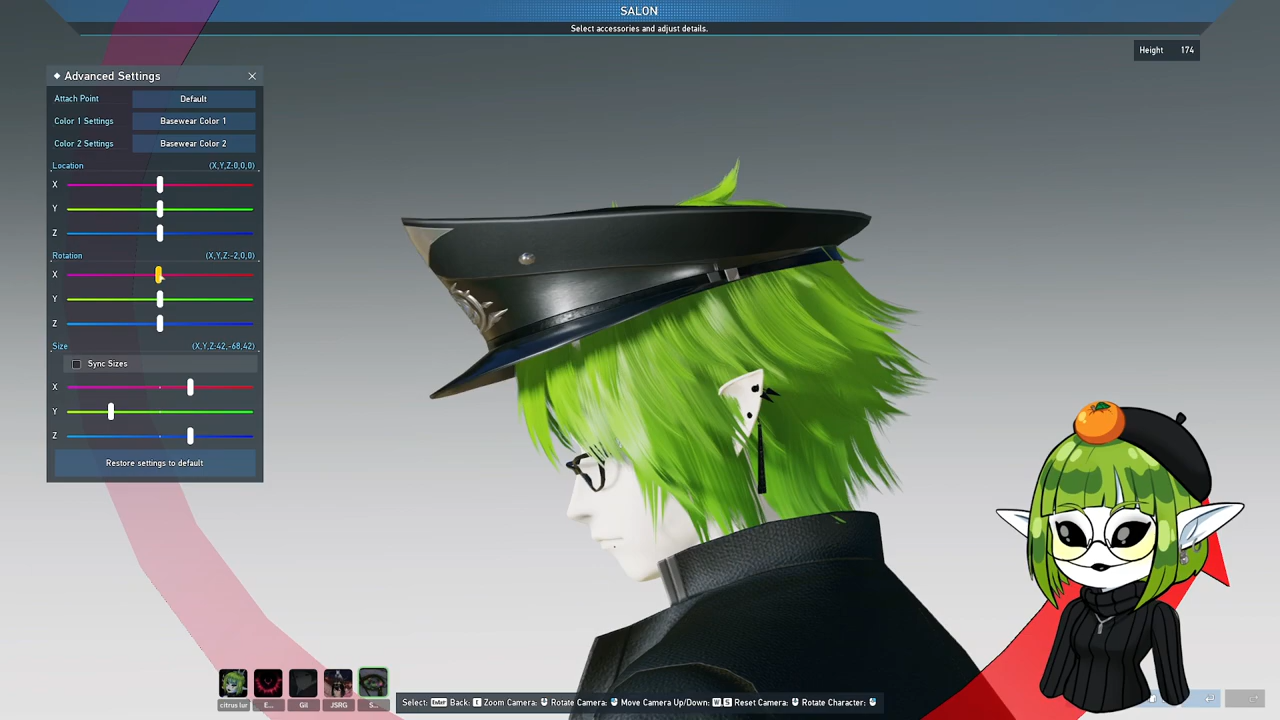 SALON
Select accessories and adjust details.
Height 174
Advanced Settings
Attach Point Default
Color 1 Settings Basewear Color 1
Color 2 Settings Basewear Color 2
Location (X,Y,Z:0,0,0)
X
Y
Z
Rotation (X,Y,Z:-2,0,0)
X
Y
Z
Size (X,Y,Z:42,-68,42)
Sync Sizes
X
Y
Z
Restore settings to default
citrus lur E... Gil JSRG S...
Select: Enter Back: Zoom Camera: Rotate Camera: Move Camera Up/Down: W, S Reset Camera: Rotate Character: